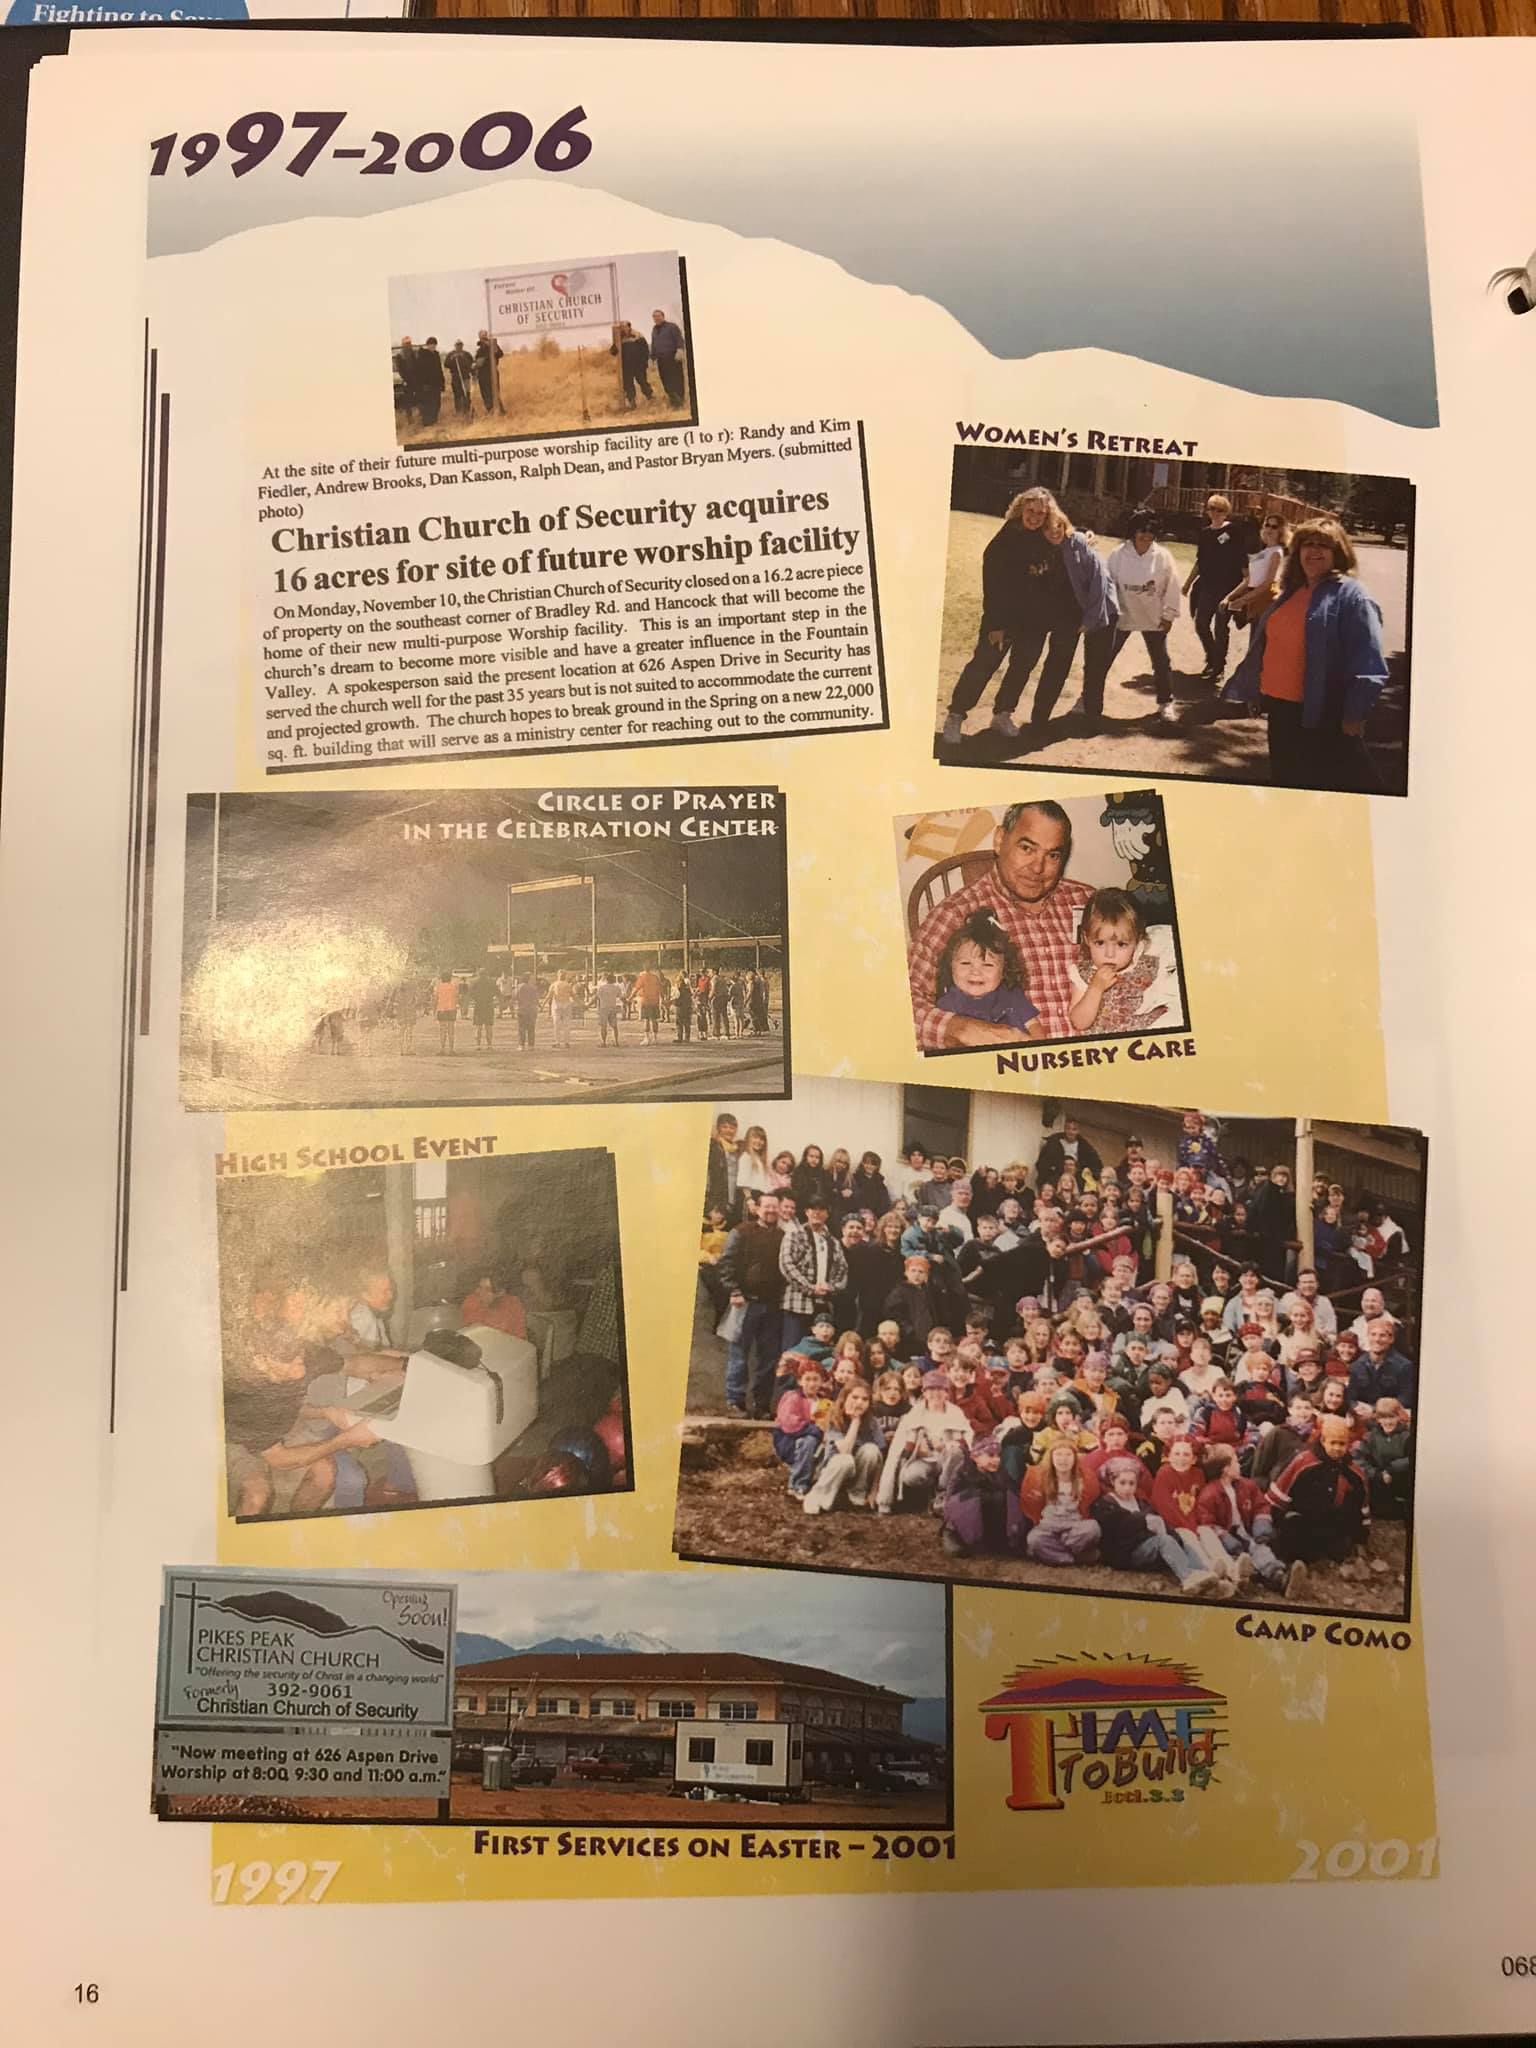 Fighting to
1997–2006
Future
Home of:
CHRISTIAN CHURCH
OF SECURITY
At the site of their future multi-purpose worship facility are (l to r): Randy and Kim
Fiedler, Andrew Brooks, Dan Kasson, Ralph Dean, and Pastor Bryan Myers. (submitted
photo)
Christian Church of Security acquires
16 acres for site of future worship facility
On Monday, November 10, the Christian Church of Security closed on a 16.2 acre piece
of property on the southeast corner of Bradley Rd. and Hancock that will become the
home of their new multi-purpose Worship facility. This is an important step in the
church's dream to become more visible and have a greater influence in the Fountain
Valley. A spokesperson said the present location at 626 Aspen Drive in Security has
served the church well for the past 35 years but is not suited to accommodate the current
and projected growth. The church hopes to break ground in the Spring on a new 22,000
sq. ft. building that will serve as a ministry center for reaching out to the community.
WOMEN'S RETREAT
CIRCLE OF PRAYER
IN THE CELEBRATION CENTER
NURSERY CARE
HIGH SCHOOL EVENT
CAMP COMO
Opening
Soon!
PIKES PEAK
CHRISTIAN CHURCH
"Offering the security of Christ in a changing world"
Formerly 392-9061
Christian Church of Security
"Now meeting at 626 Aspen Drive
Worship at 8:00, 9:30 and 11:00 a.m."
FIRST SERVICES ON EASTER – 2001
TIME
TO BUild
Eccl.3.3
1997
2001
16
068